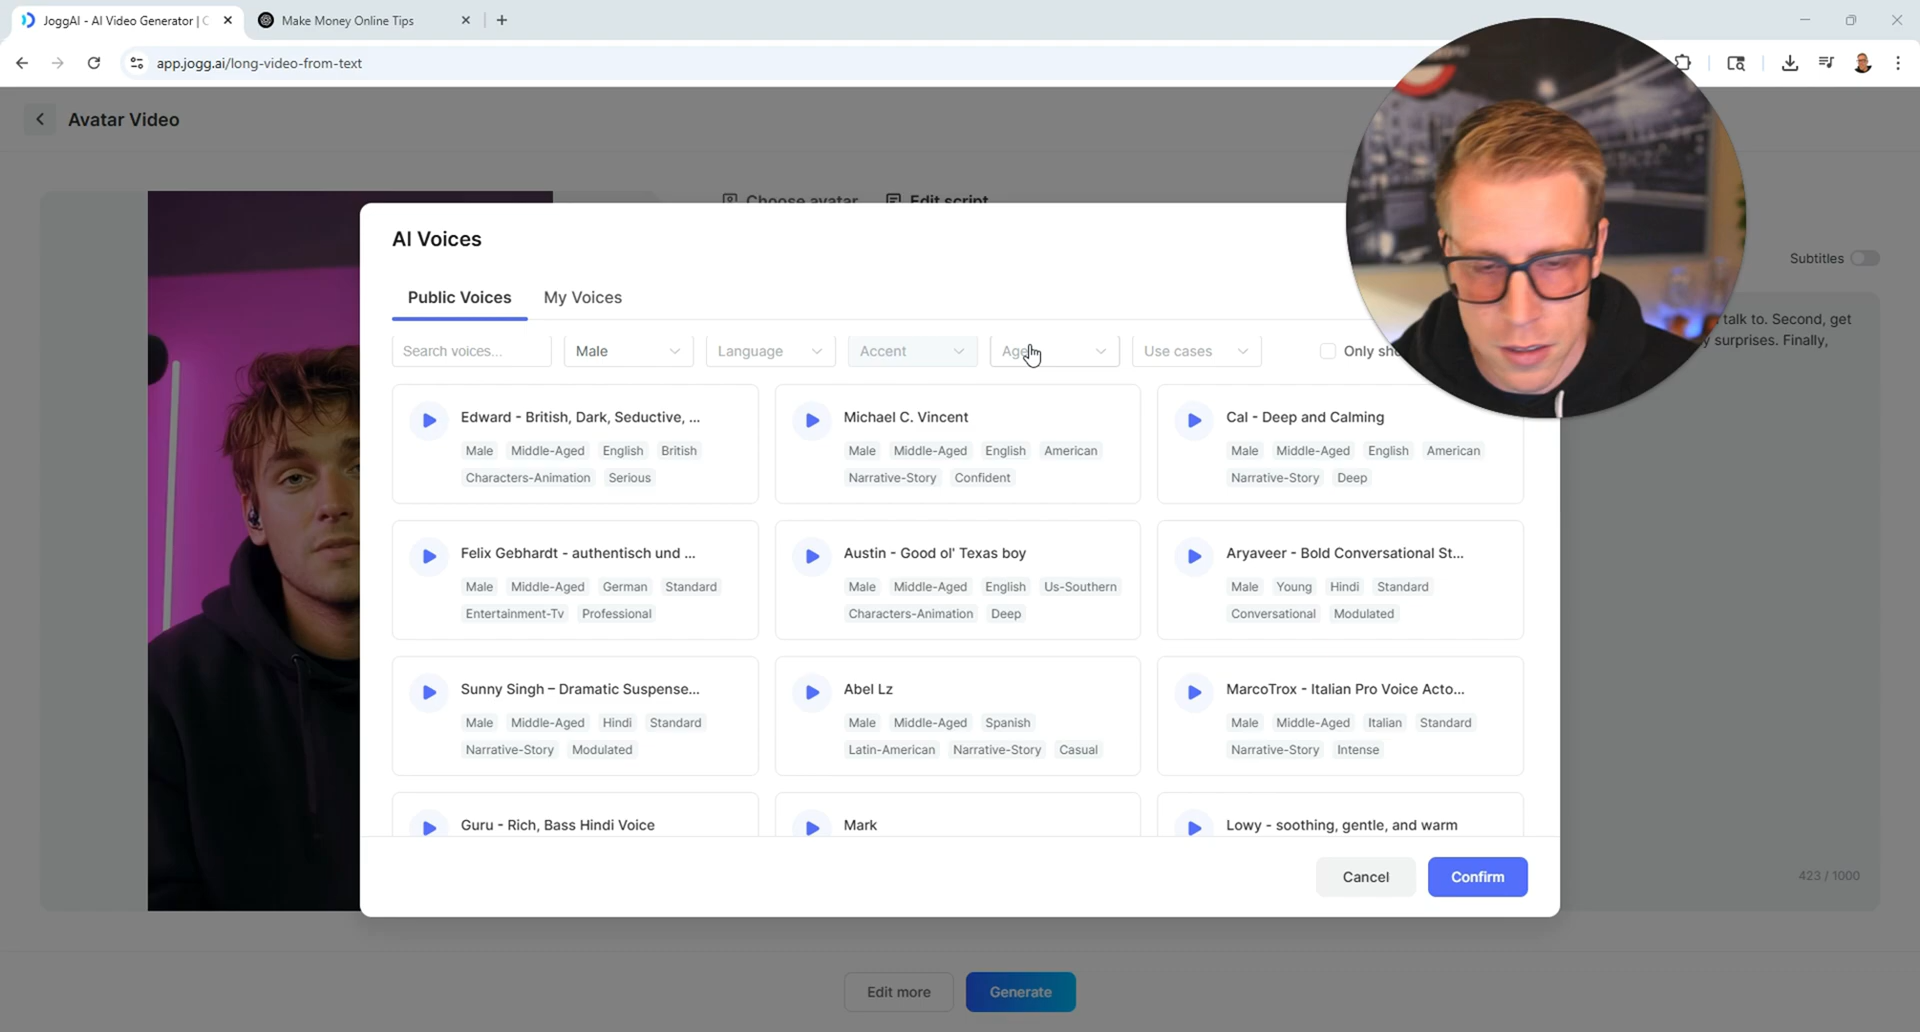 JoggAI - AI Video Generator | C
Make Money Online Tips
app.jogg.ai/long-video-from-text
Avatar Video
Choose avatar
Edit script
Subtitles
talk to. Second, get
surprises. Finally,
AI Voices
Public Voices
My Voices
Search voices...
Male
Language
Accent
Age
Use cases
Only
Edward - British, Dark, Seductive, ...
Male Middle-Aged English British
Characters-Animation Serious
Michael C. Vincent
Male Middle-Aged English American
Narrative-Story Confident
Cal - Deep and Calming
Male Middle-Aged English American
Narrative-Story Deep
Felix Gebhardt - authentisch und ...
Male Middle-Aged German Standard
Entertainment-Tv Professional
Austin - Good ol' Texas boy
Male Middle-Aged English Us-Southern
Characters-Animation Deep
Aryaveer - Bold Conversational St...
Male Young Hindi Standard
Conversational Modulated
Sunny Singh – Dramatic Suspense...
Male Middle-Aged Hindi Standard
Narrative-Story Modulated
Abel Lz
Male Middle-Aged Spanish
Latin-American Narrative-Story Casual
MarcoTrox - Italian Pro Voice Acto...
Male Middle-Aged Italian Standard
Narrative-Story Intense
Guru - Rich, Bass Hindi Voice
Mark
Lowy - soothing, gentle, and warm
Cancel
Confirm
423 / 1000
Edit more
Generate